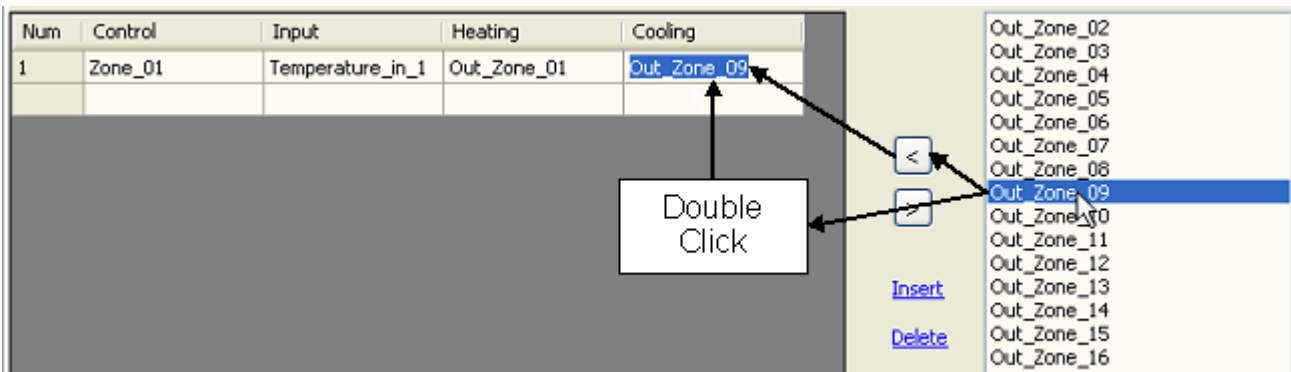 Num Control Input Heating Cooling
1 Zone_01 Temperature_in_1 Out_Zone_01 Out_Zone_09
Double
Click
<
>
Insert
Delete
Out_Zone_02
Out_Zone_03
Out_Zone_04
Out_Zone_05
Out_Zone_06
Out_Zone_07
Out_Zone_08
Out_Zone_09
Out_Zone_10
Out_Zone_11
Out_Zone_12
Out_Zone_13
Out_Zone_14
Out_Zone_15
Out_Zone_16